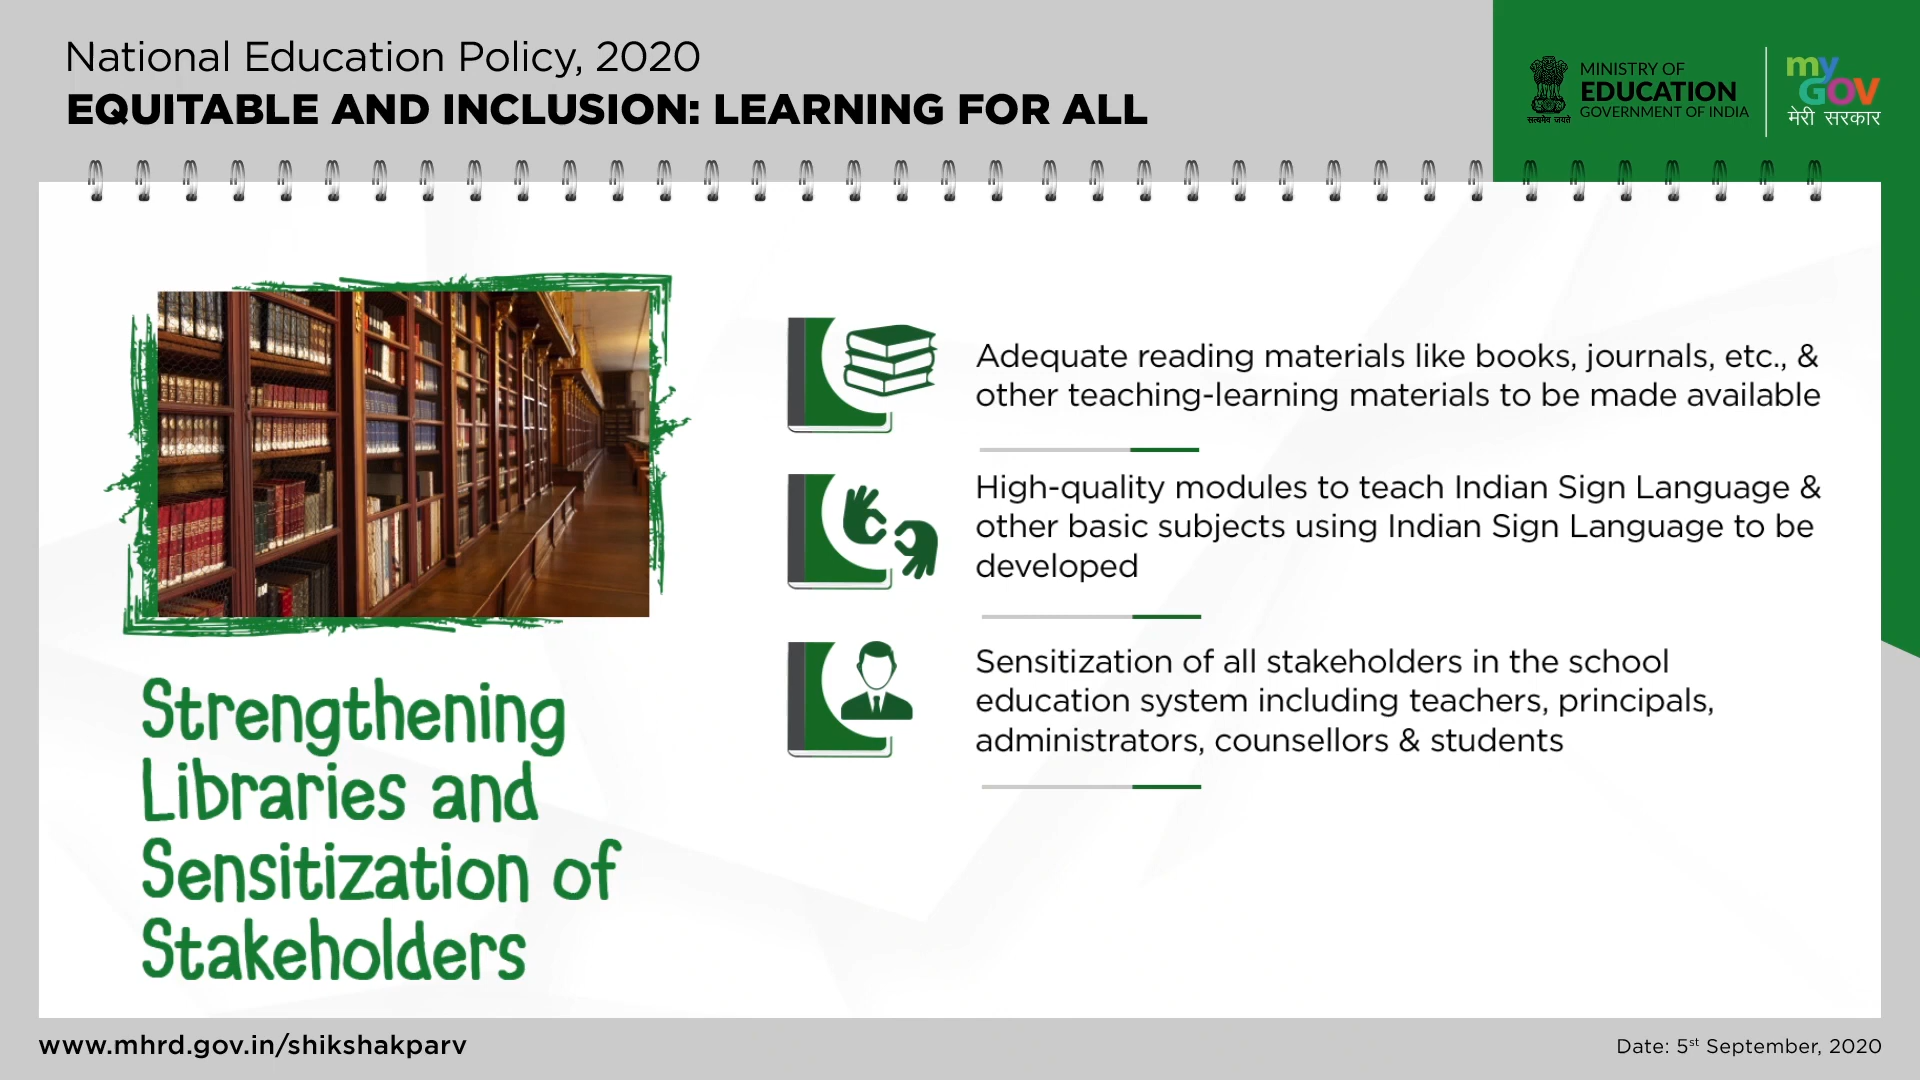 National Education Policy, 2020
EQUITABLE AND INCLUSION: LEARNING FOR ALL
सत्यमेव जयते
MINISTRY OF
EDUCATION
GOVERNMENT OF INDIA
my
GOV
मेरी सरकार
Adequate reading materials like books, journals, etc., &
other teaching-learning materials to be made available
High-quality modules to teach Indian Sign Language &
other basic subjects using Indian Sign Language to be
developed
Sensitization of all stakeholders in the school
education system including teachers, principals,
administrators, counsellors & students
Strengthening
Libraries and
Sensitization of
Stakeholders
www.mhrd.gov.in/shikshakparv
Date: 5st September, 2020